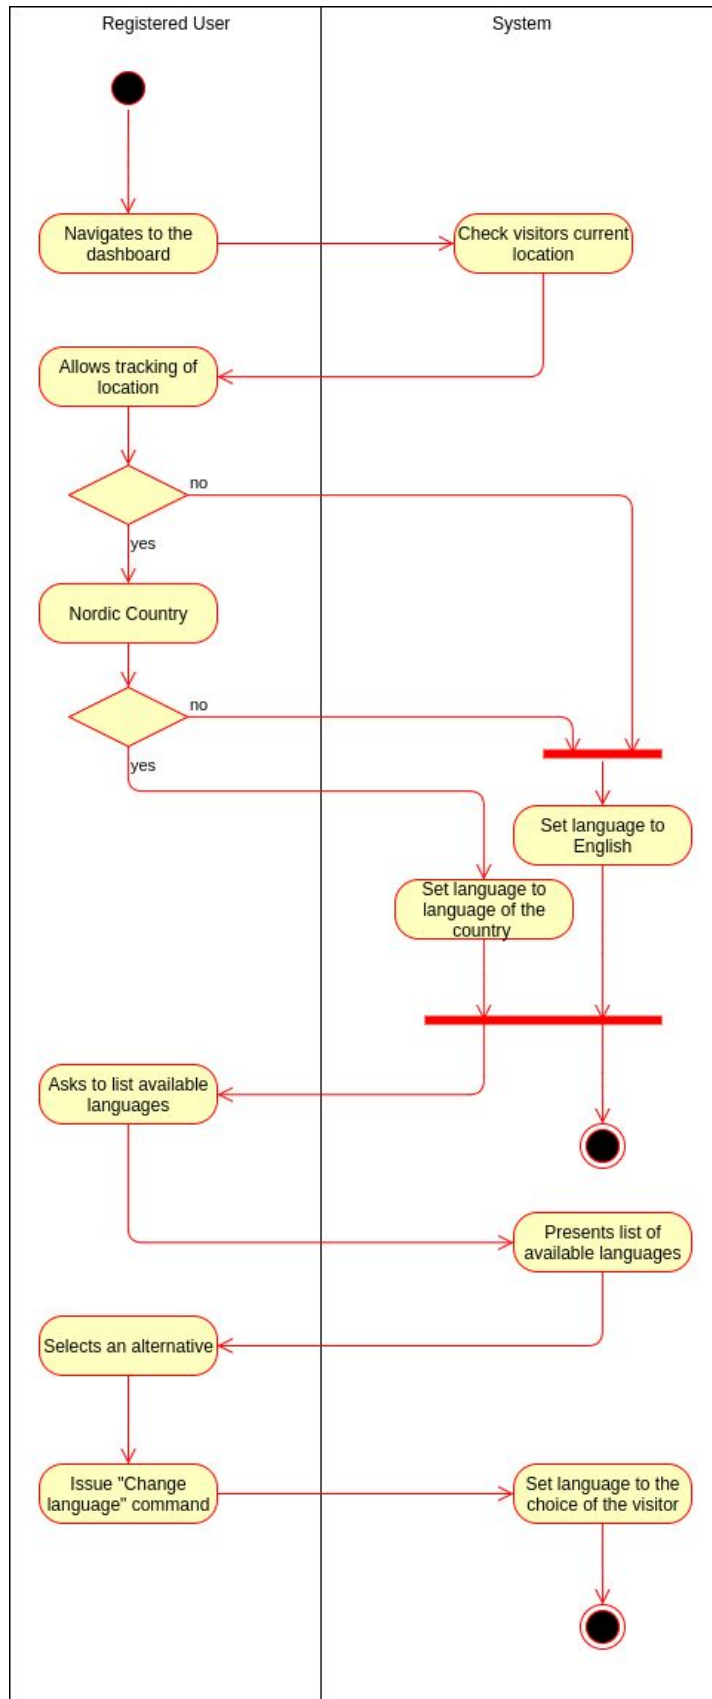 Registered User
System
Navigates to the
dashboard
Check visitors current
location
Allows tracking of
location
no
yes
Nordic Country
no
yes
Set language to
English
Set language to
language of the
country
Asks to list available
languages
Presents list of
available languages
Selects an alternative
Issue "Change
language" command
Set language to the
choice of the visitor